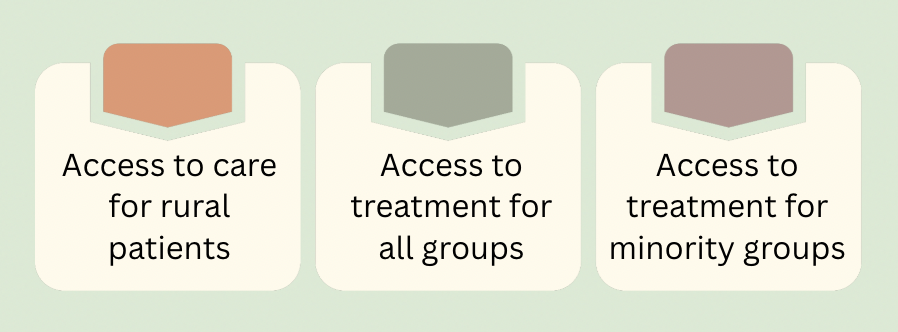 Access to care
for rural
patients
Access to
treatment for
all groups
Access to
treatment for
minority groups